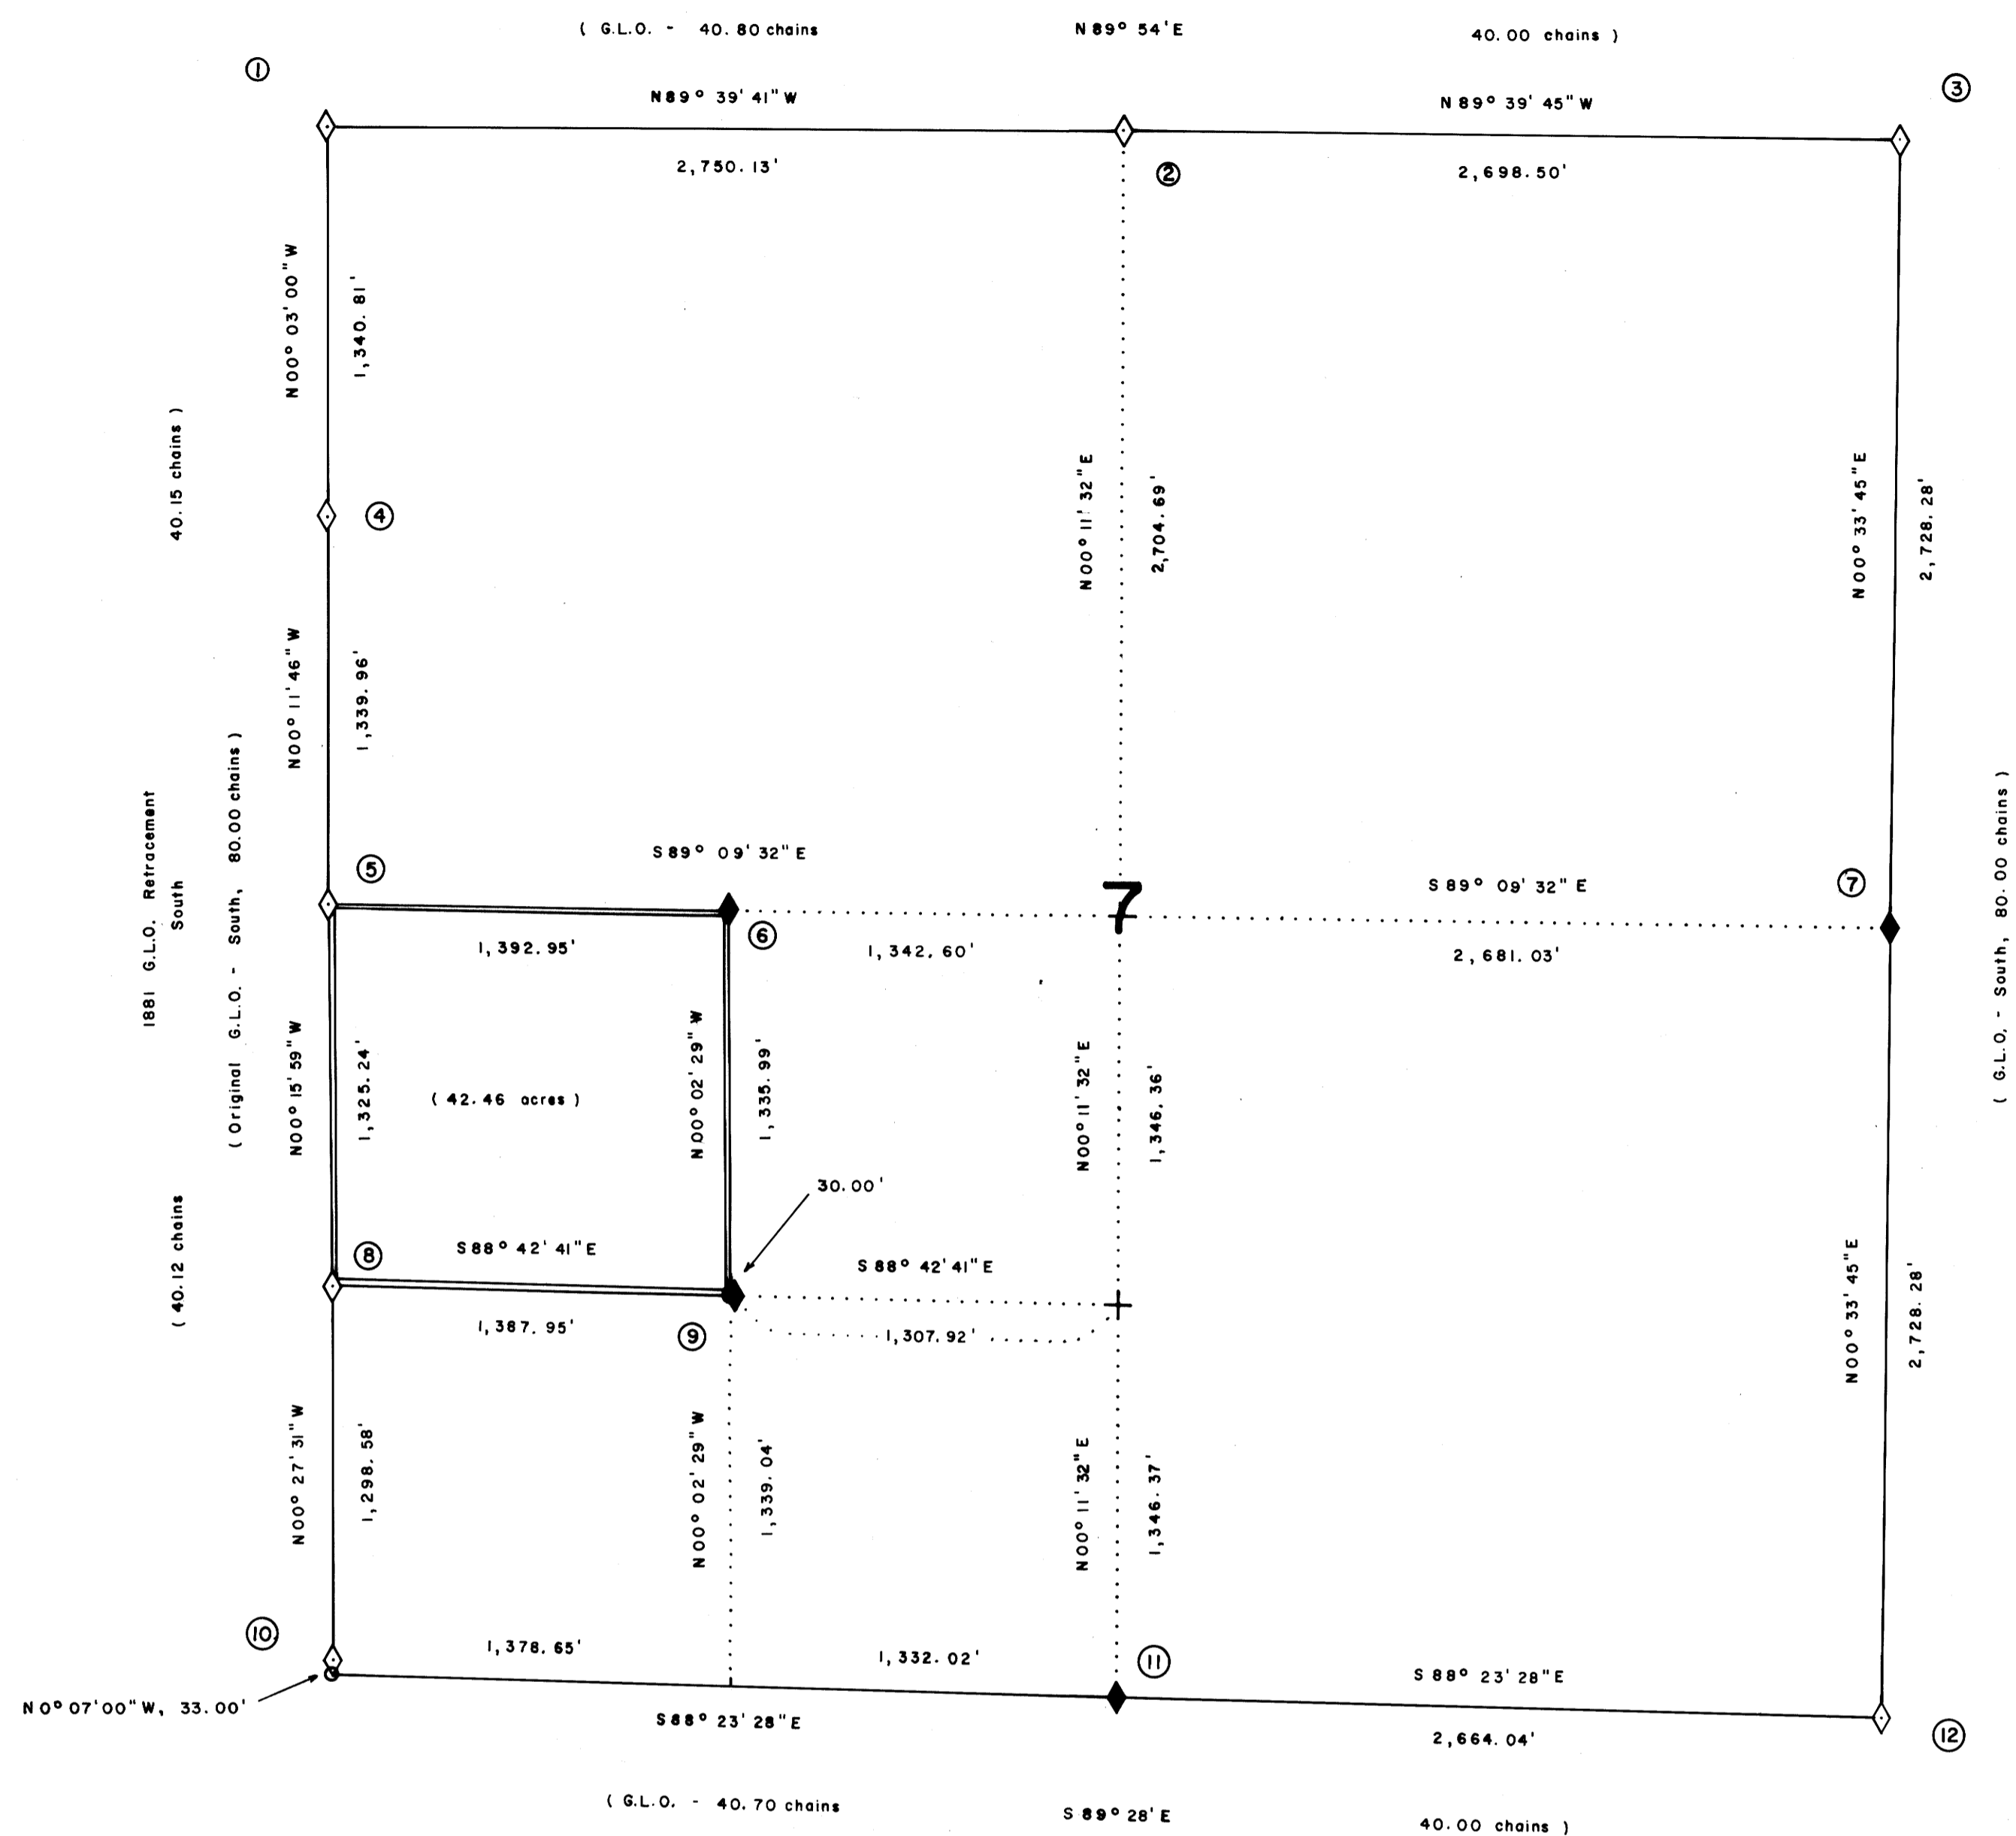 ( G.L.O. - 40.80 chains N 89° 54' E 40.00 chains )
①
③
N 89° 39' 41" W
N 89° 39' 45" W
2,750.13'
②
2,698.50'
N 00° 03' 00" W
1,340.81'
40.15 chains )
④
N 00° 11' 32" E
2,704.69'
N 00° 33' 45" E
2,728.28'
N 00° 11' 46" W
1,339.96'
1881 G.L.O. Retracement
South
( Original G.L.O. - South, 80.00 chains )
( G.L.O. - South, 80.00 chains )
⑤
S 89° 09' 32" E
7
S 89° 09' 32" E
⑦
1,392.95'
⑥
1,342.60'
2,681.03'
N 00° 15' 59" W
1,325.24'
( 42.46 acres )
N 00° 02' 29" W
1,335.99'
N 00° 11' 32" E
1,346.36'
30.00'
( 40.12 chains
⑧
S 88° 42' 41" E
S 88° 42' 41" E
1,387.95'
⑨
1,307.92'
N 00° 33' 45" E
2,728.28'
N 00° 27' 31" W
1,298.58'
N 00° 02' 29" W
1,339.04'
N 00° 11' 32" E
1,346.37'
⑩
1,378.65'
1,332.02'
⑪
S 88° 23' 28" E
N 0° 07' 00" W, 33.00'
S 88° 23' 28" E
2,664.04'
⑫
( G.L.O. - 40.70 chains S 89° 28' E 40.00 chains )